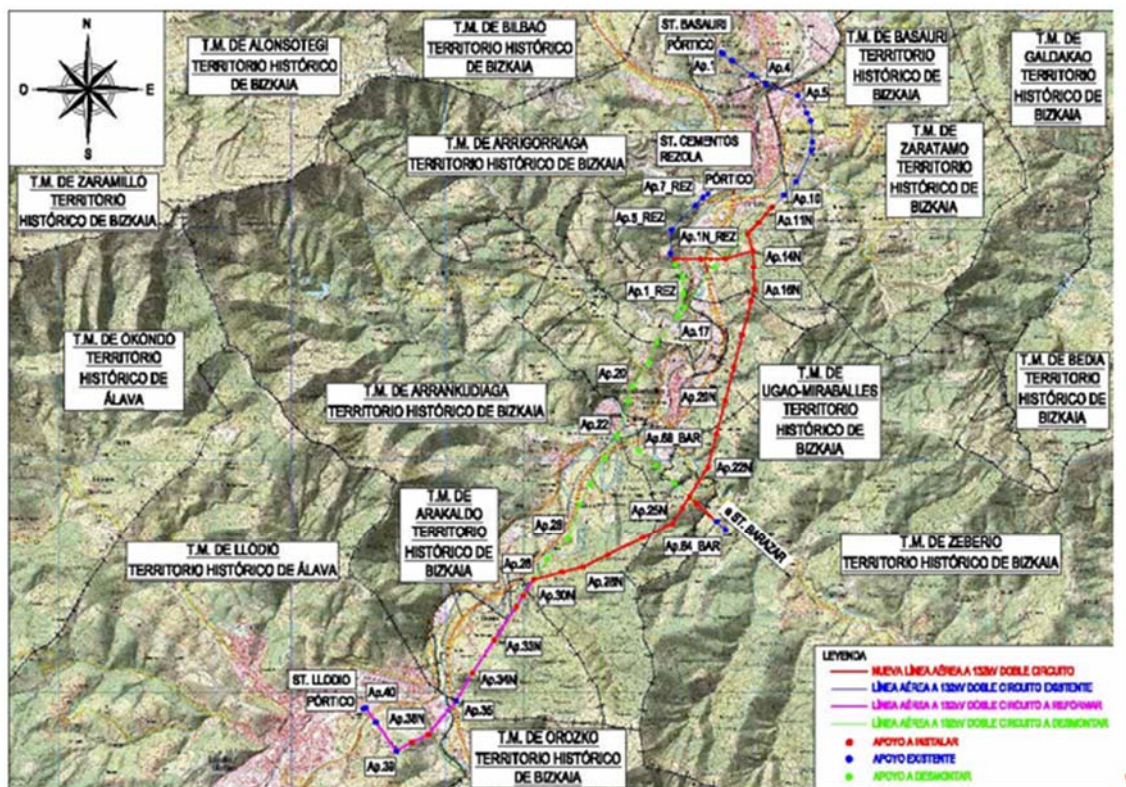 N
O
E
S
T.M. DE ALONSOTEGI
TERRITORIO HISTÓRICO
DE BIZKAIA
T.M. DE BILBAO
TERRITORIO HISTÓRICO
DE BIZKAIA
ST. BASAURI
PÓRTICO
Ap.1
Ap.4
Ap.5
T.M. DE BASAURI
TERRITORIO
HISTÓRICO DE
BIZKAIA
T.M. DE
GALDAKAO
TERRITORIO
HISTÓRICO DE
BIZKAIA
T.M. DE ARRIGORRIAGA
TERRITORIO HISTÓRICO DE BIZKAIA
ST. CEMENTOS
REZOLA
PÓRTICO
T.M. DE
ZARATAMO
TERRITORIO
HISTÓRICO DE
BIZKAIA
T.M. DE ZARAMILLO
TERRITORIO
HISTÓRICO DE BIZKAIA
Ap.7_REZ
Ap.10
Ap.11N
Ap.1N_REZ
Ap.14N
Ap.1_REZ
Ap.16N
T.M. DE OKONDO
TERRITORIO
HISTÓRICO DE
ÁLAVA
Ap.17
Ap.20
T.M. DE ARRANKUDIAGA
TERRITORIO HISTÓRICO DE BIZKAIA
T.M. DE
UGAO-MIRABALLES
TERRITORIO
HISTÓRICO DE
BIZKAIA
T.M. DE BEDIA
TERRITORIO
HISTÓRICO DE
BIZKAIA
Ap.22
Ap.22N
Ap.25N
a ST. BARAZAR
T.M. DE
ARAKALDO
TERRITORIO
HISTÓRICO DE
BIZKAIA
T.M. DE LLODIO
TERRITORIO HISTÓRICO DE ÁLAVA
T.M. DE ZEBERIO
TERRITORIO HISTÓRICO DE BIZKAIA
Ap.30N
Ap.33N
Ap.34N
Ap.35
ST. LLODIO
PÓRTICO
Ap.40
Ap.39
T.M. DE OROZKO
TERRITORIO HISTÓRICO
DE BIZKAIA
LEYENDA
NUEVA LÍNEA AÉREA A 132kV DOBLE CIRCUITO
LÍNEA AÉREA A 132kV DOBLE CIRCUITO EXISTENTE
LÍNEA AÉREA A 132kV DOBLE CIRCUITO A REFORMAR
LÍNEA AÉREA A 132kV DOBLE CIRCUITO A DESMONTAR
APOYO A INSTALAR
APOYO EXISTENTE
APOYO A DESMONTAR